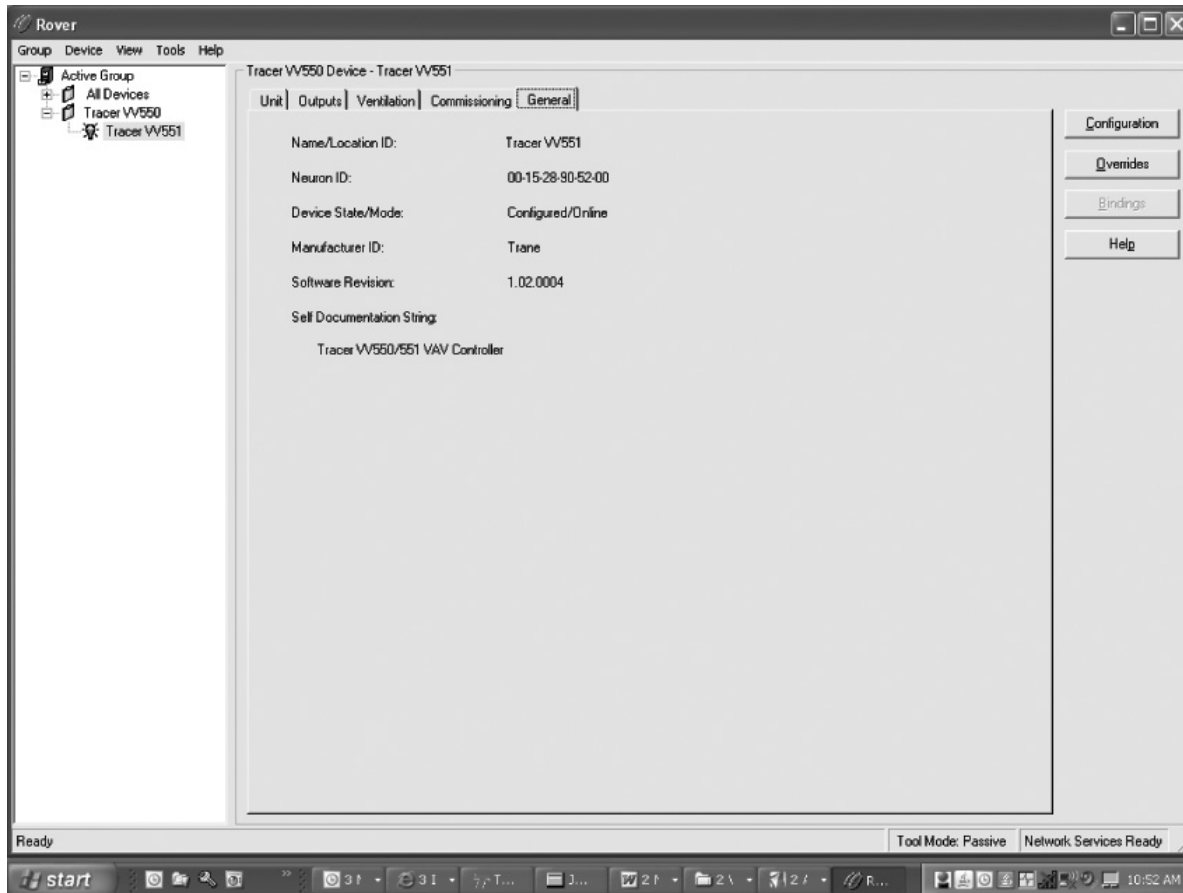 Rover
Group Device View Tools Help
Active Group
All Devices
Tracer VV550
Tracer VV551
Tracer VV550 Device - Tracer VV551
Unit Outputs Ventilation Commissioning General
Name/Location ID: Tracer VV551
Neuron ID: 00-15-28-90-52-00
Device State/Mode: Configured/Online
Manufacturer ID: Trane
Software Revision: 1.02.0004
Self Documentation String:
Tracer VV550/551 VAV Controller
Configuration
Overrides
Bindings
Help
Ready
Tool Mode: Passive Network Services Ready
start
10:52 AM